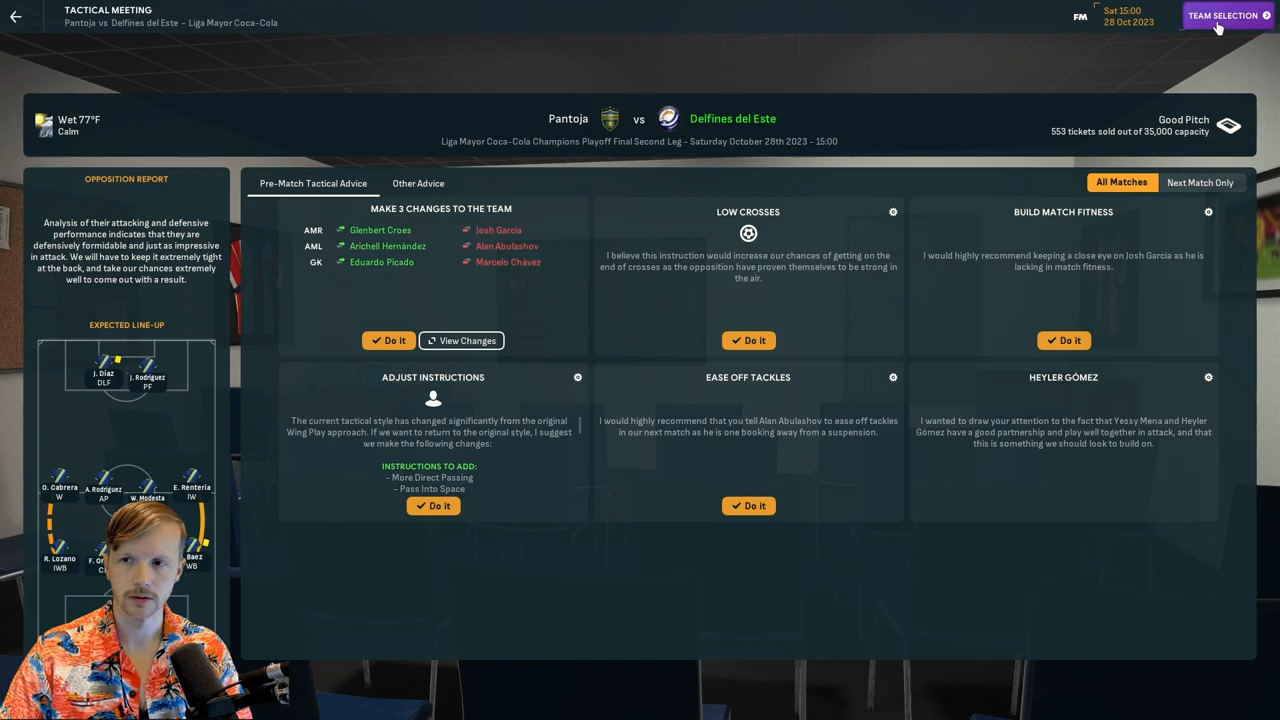 TACTICAL MEETING
Pantoja vs Delfines del Este - Liga Mayor Coca-Cola
FM
Sat 15:00
28 Oct 2023
TEAM SELECTION
Wet 77°F
Calm
Pantoja vs Delfines del Este
Liga Mayor Coca-Cola Champions Playoff Final Second Leg - Saturday October 28th 2023 - 15:00
Good Pitch
553 tickets sold out of 35,000 capacity
OPPOSITION REPORT
Analysis of their attacking and defensive
performance indicates that they are
defensively formidable and just as impressive
in attack. We will have to keep it extremely tight
at the back, and take our chances extremely
well to come out with a result.
EXPECTED LINE-UP
J. Díaz
DLF
J. Rodríguez
PF
O. Cabrera
W
A. Rodríguez
AP
W. Modesta
E. Rentería
IW
R. Lozano
IWB
Baez
WB
Pre-Match Tactical Advice
Other Advice
All Matches
Next Match Only
MAKE 3 CHANGES TO THE TEAM
AMR Glenbert Croes Josh García
AML Arichell Hernández Alan Abulashov
GK Eduardo Picado Marcelo Chávez
Do it
View Changes
LOW CROSSES
I believe this instruction would increase our chances of getting on the
end of crosses as the opposition have proven themselves to be strong in
the air.
Do it
BUILD MATCH FITNESS
I would highly recommend keeping a close eye on Josh García as he is
lacking in match fitness.
Do it
ADJUST INSTRUCTIONS
The current tactical style has changed significantly from the original
Wing Play approach. If we want to return to the original style, I suggest
we make the following changes:
INSTRUCTIONS TO ADD:
- More Direct Passing
- Pass Into Space
Do it
EASE OFF TACKLES
I would highly recommend that you tell Alan Abulashov to ease off tackles
in our next match as he is one booking away from a suspension.
Do it
HEYLER GÓMEZ
I wanted to draw your attention to the fact that Yessy Mena and Heyler
Gómez have a good partnership and play well together in attack, and that
this is something we should look to build on.